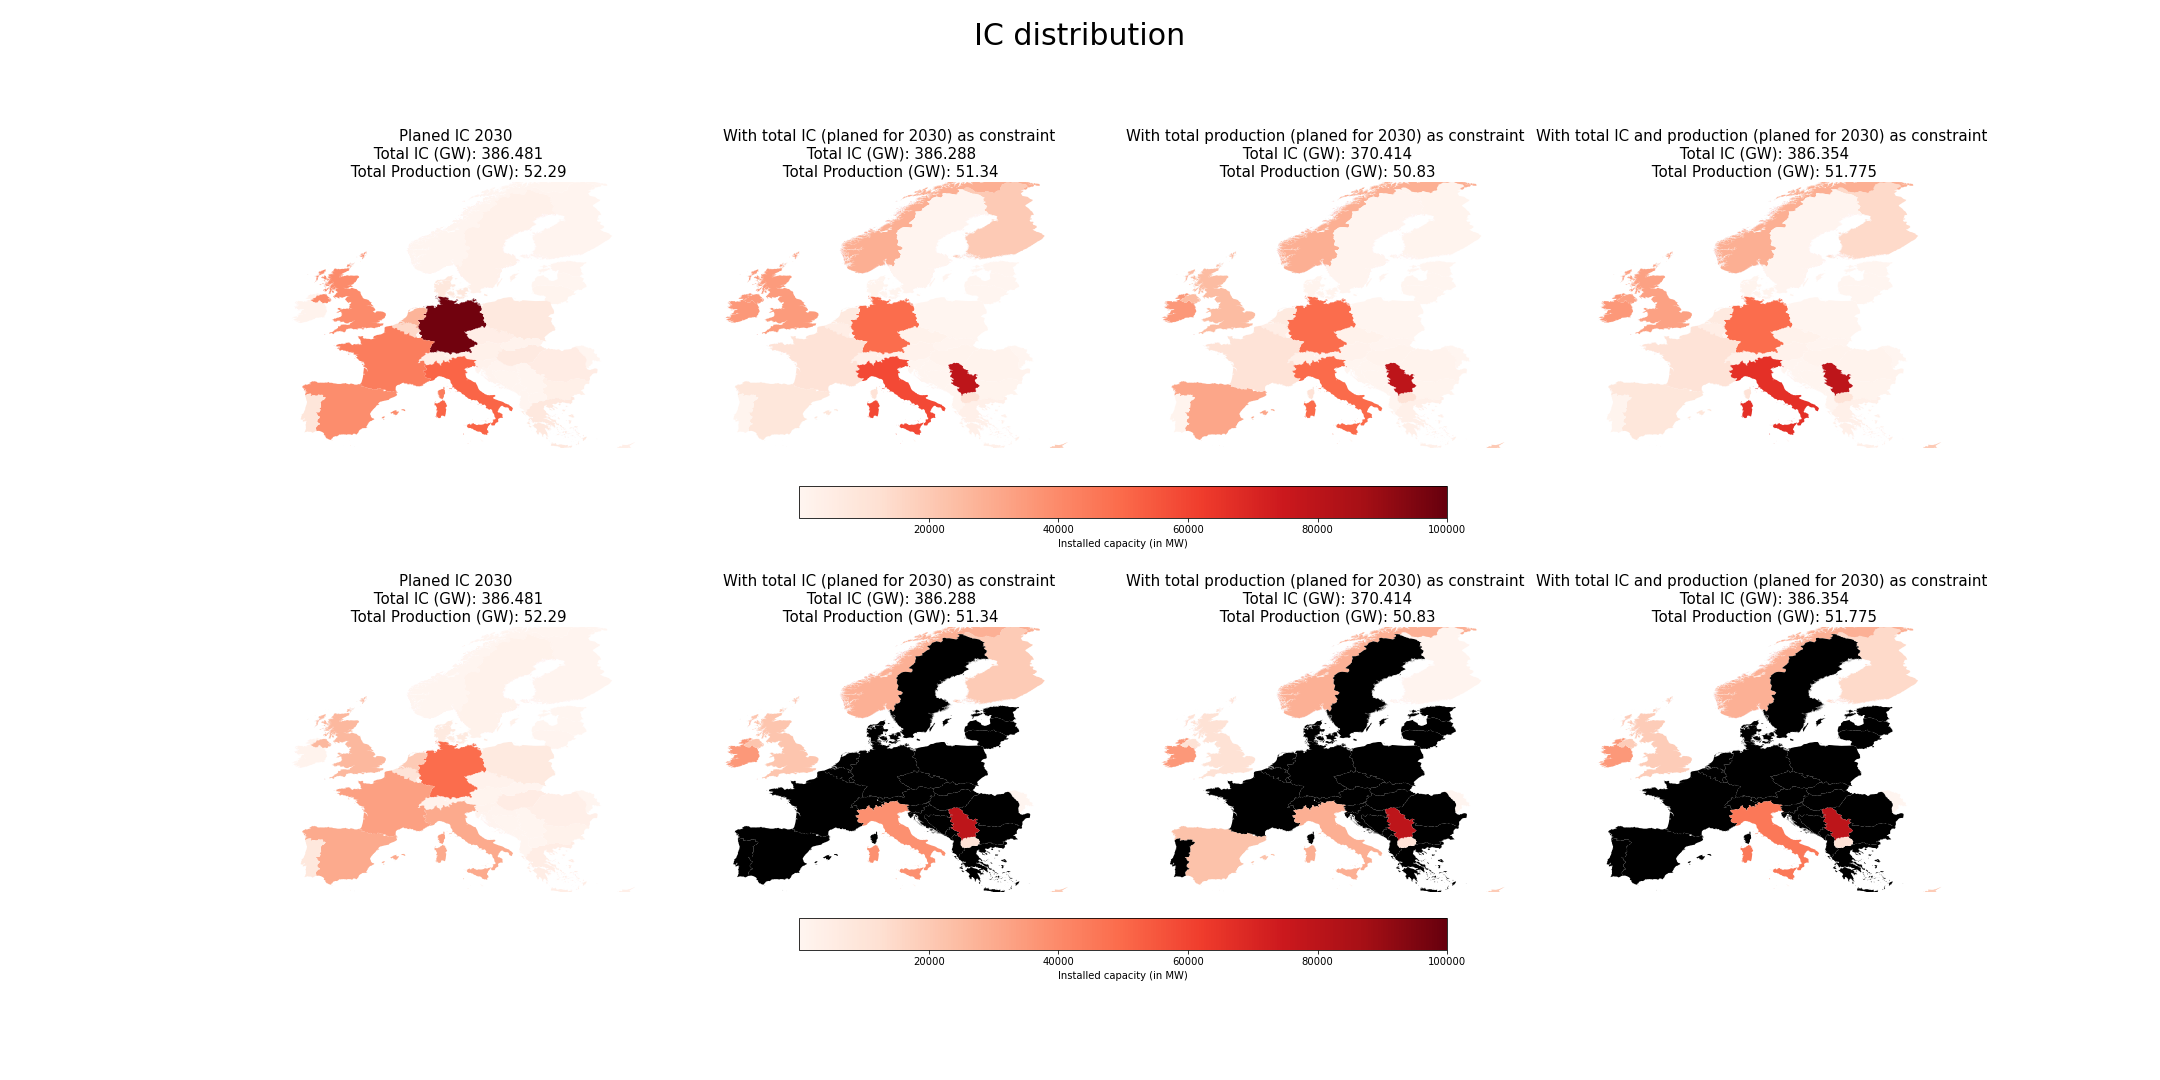 IC distribution
Planed IC 2030
Total IC (GW): 386.481
Total Production (GW): 52.29
With total IC (planed for 2030) as constraint
Total IC (GW): 386.288
Total Production (GW): 51.34
With total production (planed for 2030) as constraint
Total IC (GW): 370.414
Total Production (GW): 50.83
With total IC and production (planed for 2030) as constraint
Total IC (GW): 386.354
Total Production (GW): 51.775
20000 40000 60000 80000 100000
Installed capacity (in MW)
Planed IC 2030
Total IC (GW): 386.481
Total Production (GW): 52.29
With total IC (planed for 2030) as constraint
Total IC (GW): 386.288
Total Production (GW): 51.34
With total production (planed for 2030) as constraint
Total IC (GW): 370.414
Total Production (GW): 50.83
With total IC and production (planed for 2030) as constraint
Total IC (GW): 386.354
Total Production (GW): 51.775
20000 40000 60000 80000 100000
Installed capacity (in MW)